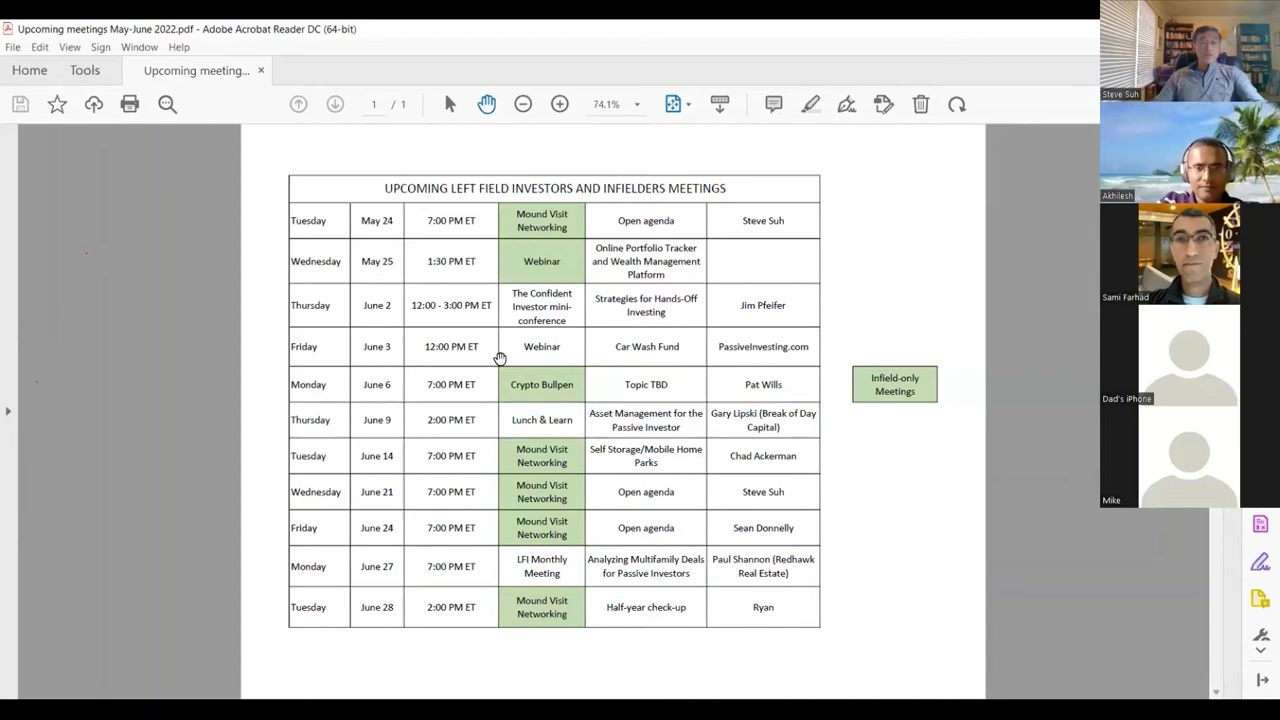 Upcoming meetings May-June 2022.pdf - Adobe Acrobat Reader DC (64-bit)
File Edit View Sign Window Help
Home Tools Upcoming meeting... ×
1 / 1 74.1%
UPCOMING LEFT FIELD INVESTORS AND INFIELDERS MEETINGS
Tuesday May 24 7:00 PM ET Mound Visit Networking Open agenda Steve Suh
Wednesday May 25 1:30 PM ET Webinar Online Portfolio Tracker and Wealth Management Platform
Thursday June 2 12:00 - 3:00 PM ET The Confident Investor mini-conference Strategies for Hands-Off Investing Jim Pfeifer
Friday June 3 12:00 PM ET Webinar Car Wash Fund PassiveInvesting.com
Monday June 6 7:00 PM ET Crypto Bullpen Topic TBD Pat Wills
Thursday June 9 2:00 PM ET Lunch & Learn Asset Management for the Passive Investor Gary Lipski (Break of Day Capital)
Tuesday June 14 7:00 PM ET Mound Visit Networking Self Storage/Mobile Home Parks Chad Ackerman
Wednesday June 21 7:00 PM ET Mound Visit Networking Open agenda Steve Suh
Friday June 24 7:00 PM ET Mound Visit Networking Open agenda Sean Donnelly
Monday June 27 7:00 PM ET LFI Monthly Meeting Analyzing Multifamily Deals for Passive Investors Paul Shannon (Redhawk Real Estate)
Tuesday June 28 2:00 PM ET Mound Visit Networking Half-year check-up Ryan
Infield-only
Meetings
Steve Suh
Akhilesh
Sami Farhad
Dad's iPhone
Mike